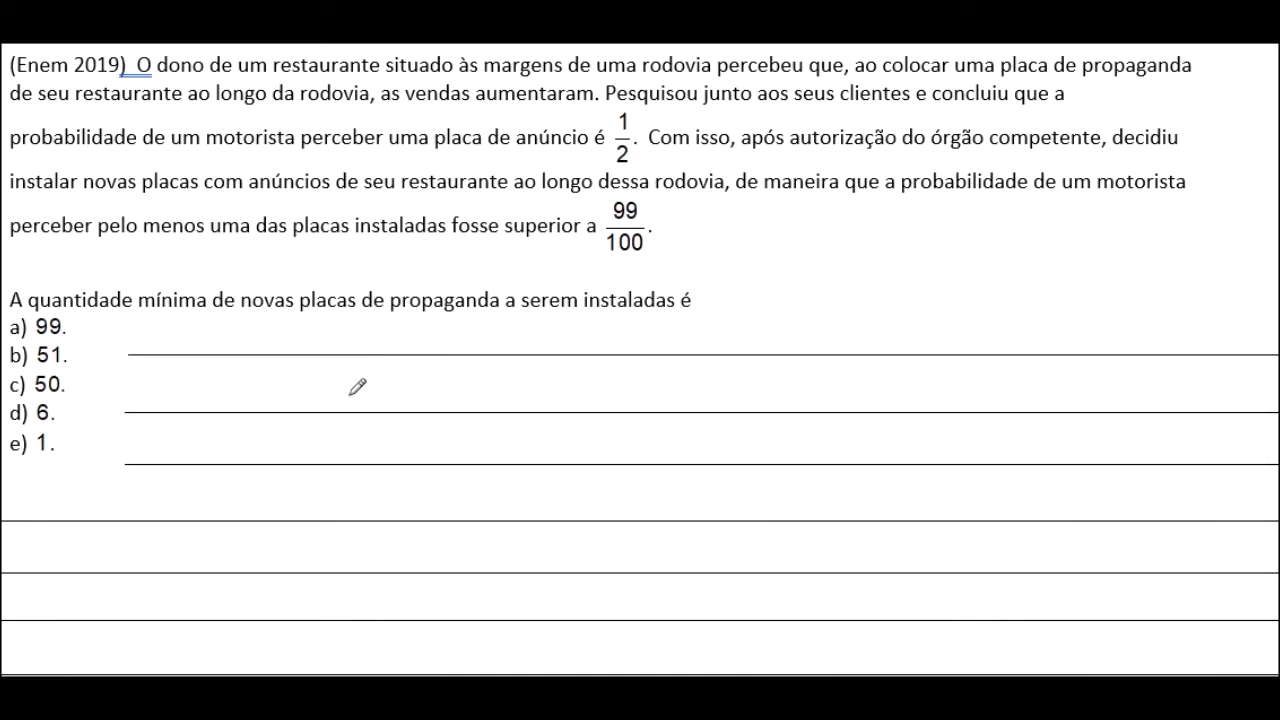 (Enem 2019) O dono de um restaurante situado às margens de uma rodovia percebeu que, ao colocar uma placa de propaganda
de seu restaurante ao longo da rodovia, as vendas aumentaram. Pesquisou junto aos seus clientes e concluiu que a
probabilidade de um motorista perceber uma placa de anúncio é 1/2. Com isso, após autorização do órgão competente, decidiu
instalar novas placas com anúncios de seu restaurante ao longo dessa rodovia, de maneira que a probabilidade de um motorista
perceber pelo menos uma das placas instaladas fosse superior a 99/100.
A quantidade mínima de novas placas de propaganda a serem instaladas é
a) 99.
b) 51.
c) 50.
d) 6.
e) 1.